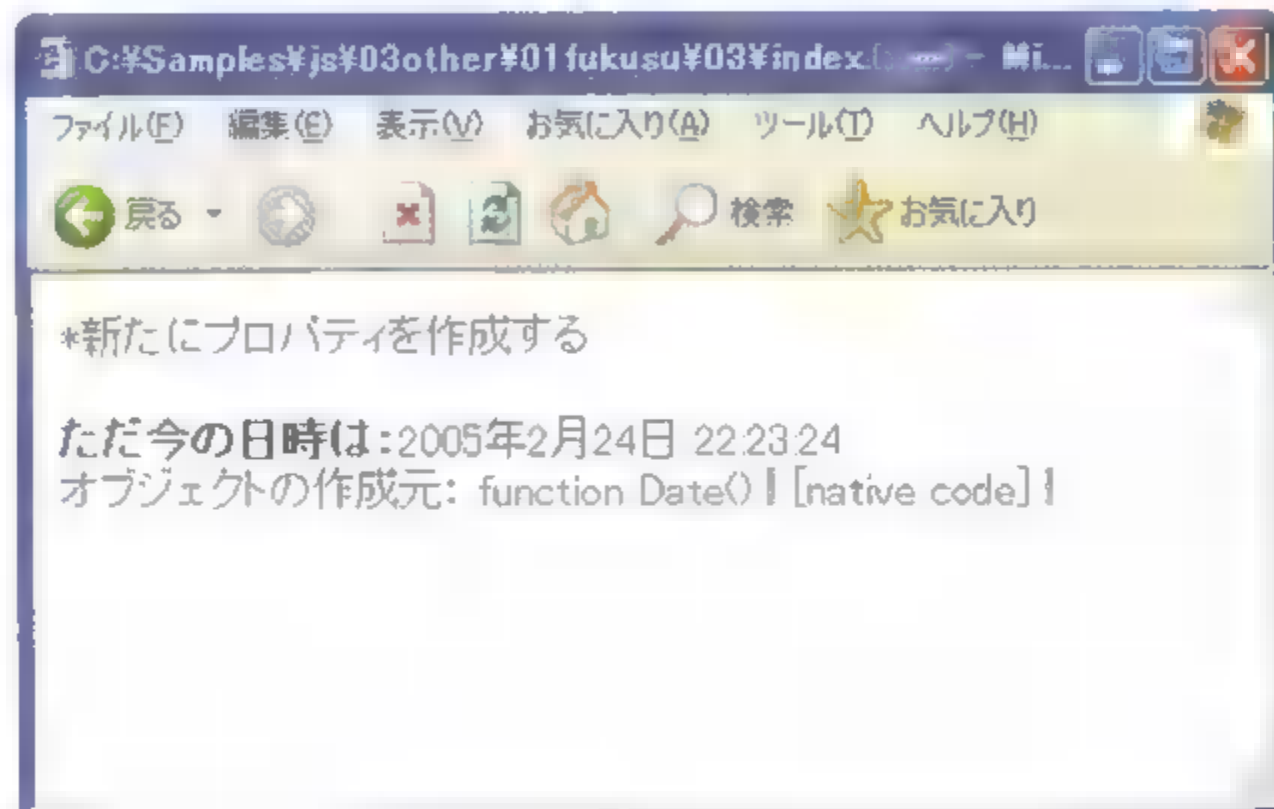 C:¥Samples¥js¥03other¥01fukusu¥03¥index. - Mi...
ファイル(F) 編集(E) 表示(V) お気に入り(A) ツール(T) ヘルプ(H)
戻る 検索 お気に入り
*新たにプロパティを作成する
ただ今の日時は:2005年2月24日 22:23:24
オブジェクトの作成元: function Date() { [native code] }